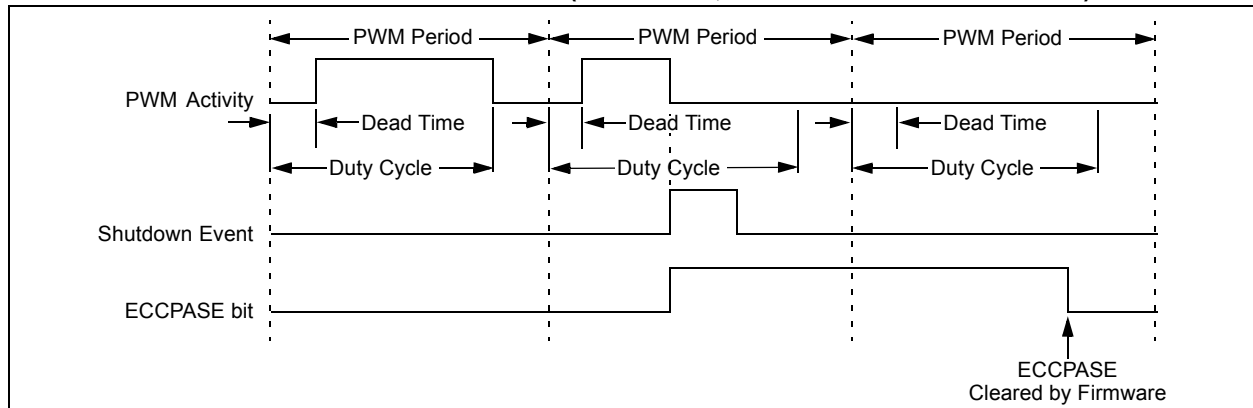 PWM Period PWM Period PWM Period
PWM Activity
Dead Time Dead Time Dead Time
Duty Cycle Duty Cycle Duty Cycle
Shutdown Event
ECCPASE bit
ECCPASE
Cleared by Firmware